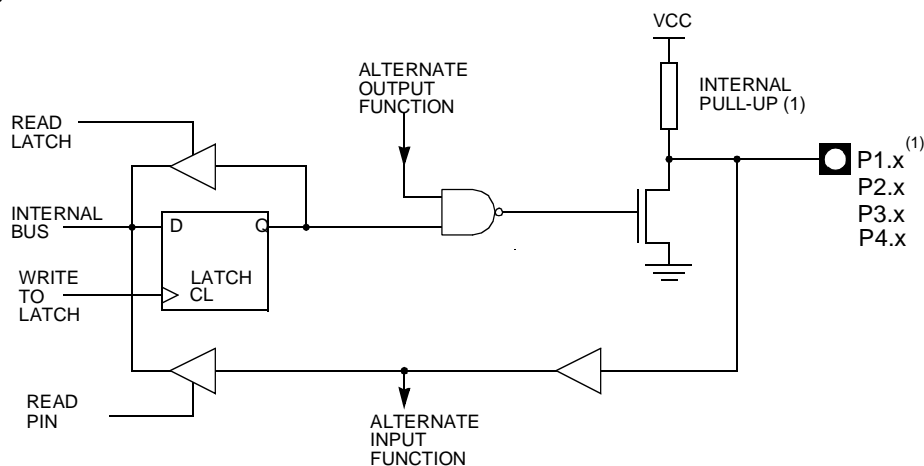 VCC
ALTERNATE
OUTPUT
FUNCTION
INTERNAL
PULL-UP (1)
READ
LATCH
P1.x (1)
P2.x
P3.x
P4.x
INTERNAL
BUS
D
Q
LATCH
CL
WRITE
TO
LATCH
READ
PIN
ALTERNATE
INPUT
FUNCTION